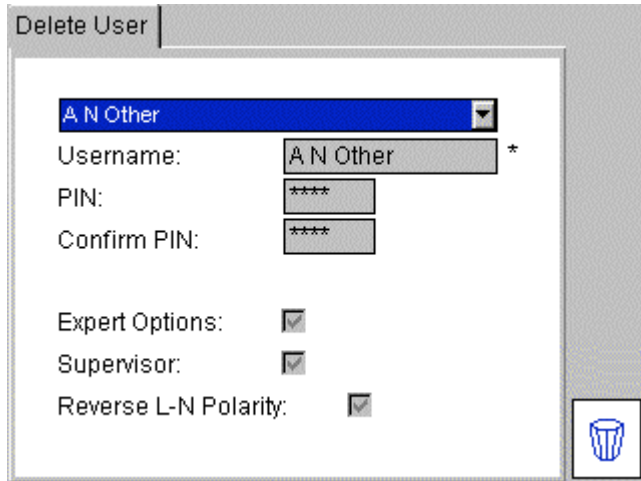 Delete User
A N Other
Username: A N Other *
PIN: ****
Confirm PIN: ****
Expert Options:
Supervisor:
Reverse L-N Polarity: